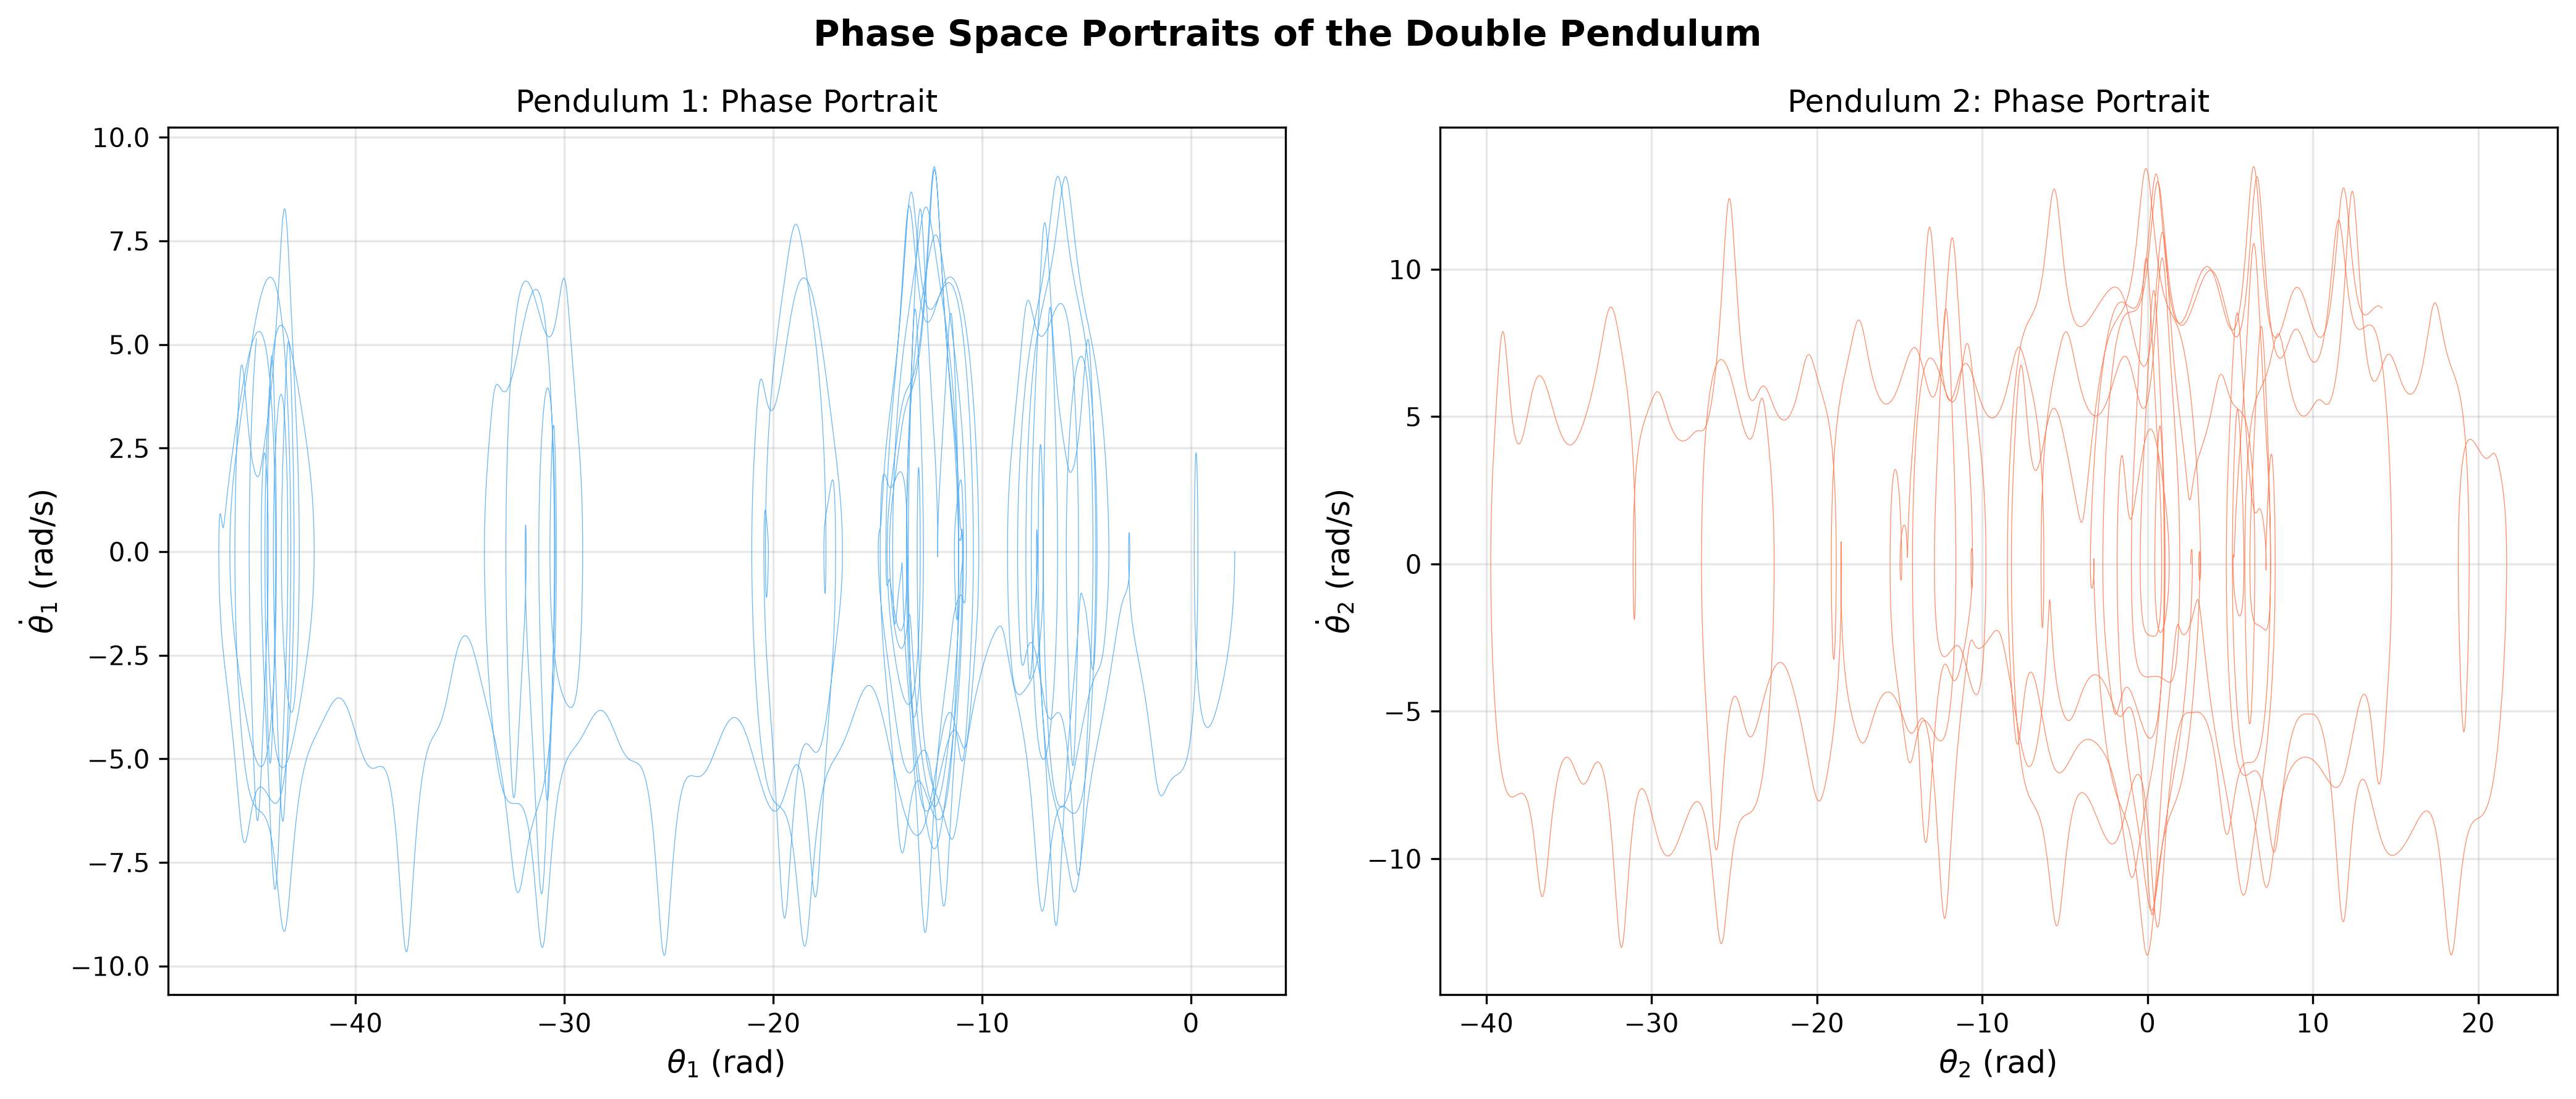 Phase Space Portraits of the Double Pendulum
Pendulum 1: Phase Portrait
10.0
7.5
5.0
2.5
0.0
−2.5
−5.0
−7.5
−10.0
θ̇₁ (rad/s)
−40 −30 −20 −10 0
θ₁ (rad)
Pendulum 2: Phase Portrait
10
5
0
−5
−10
θ̇₂ (rad/s)
−40 −30 −20 −10 0 10 20
θ₂ (rad)